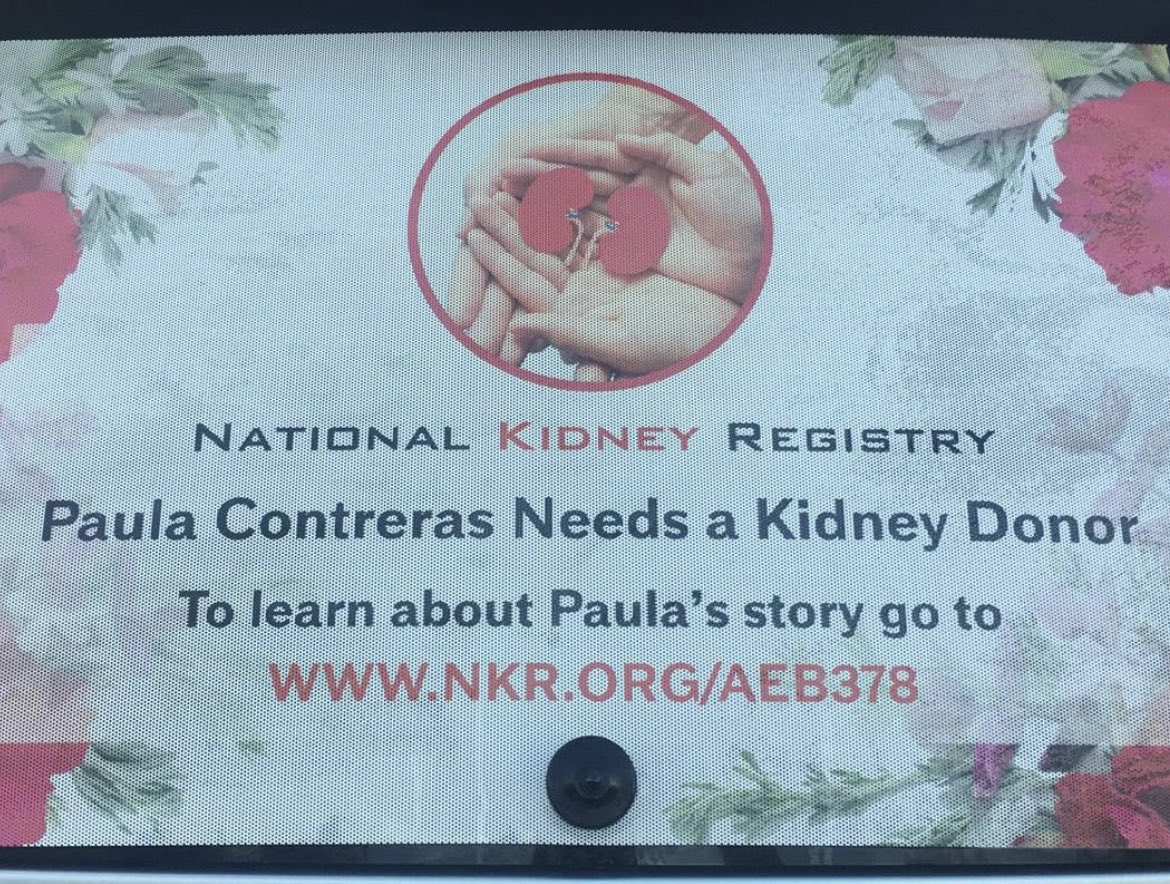 National Kidney Registry
Paula Contreras Needs a Kidney Donor
To learn about Paula's story go to
WWW.NKR.ORG/AEB378